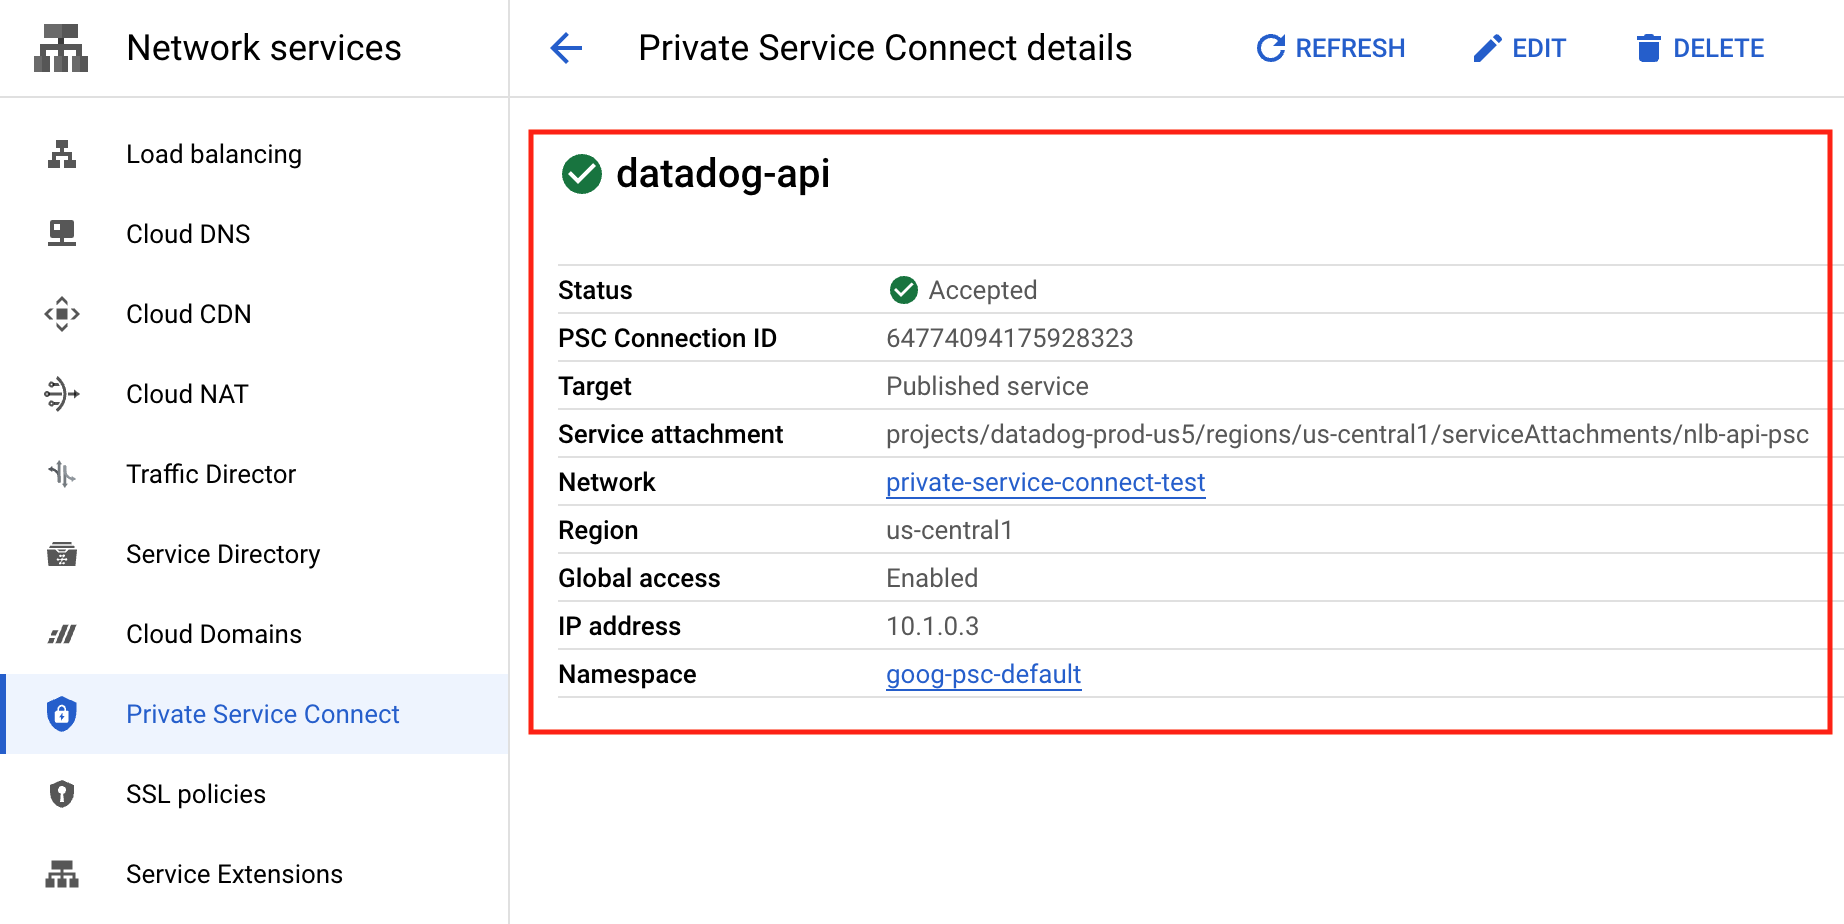 Network services
Private Service Connect details
REFRESH
EDIT
DELETE
Load balancing
Cloud DNS
Cloud CDN
Cloud NAT
Traffic Director
Service Directory
Cloud Domains
Private Service Connect
SSL policies
Service Extensions
datadog-api
Status Accepted
PSC Connection ID 64774094175928323
Target Published service
Service attachment projects/datadog-prod-us5/regions/us-central1/serviceAttachments/nlb-api-psc
Network private-service-connect-test
Region us-central1
Global access Enabled
IP address 10.1.0.3
Namespace goog-psc-default